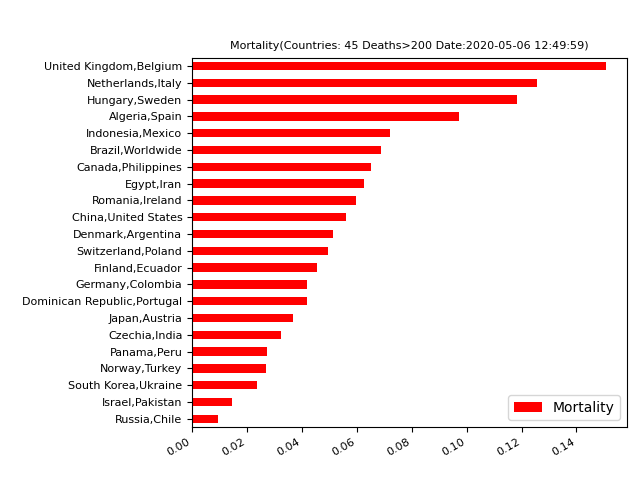 Mortality(Countries: 45 Deaths>200 Date:2020-05-06 12:49:59)
United Kingdom,Belgium
Netherlands,Italy
Hungary,Sweden
Algeria,Spain
Indonesia,Mexico
Brazil,Worldwide
Canada,Philippines
Egypt,Iran
Romania,Ireland
China,United States
Denmark,Argentina
Switzerland,Poland
Finland,Ecuador
Germany,Colombia
Dominican Republic,Portugal
Japan,Austria
Czechia,India
Panama,Peru
Norway,Turkey
South Korea,Ukraine
Israel,Pakistan
Russia,Chile
Mortality
0.00 0.02 0.04 0.06 0.08 0.10 0.12 0.14